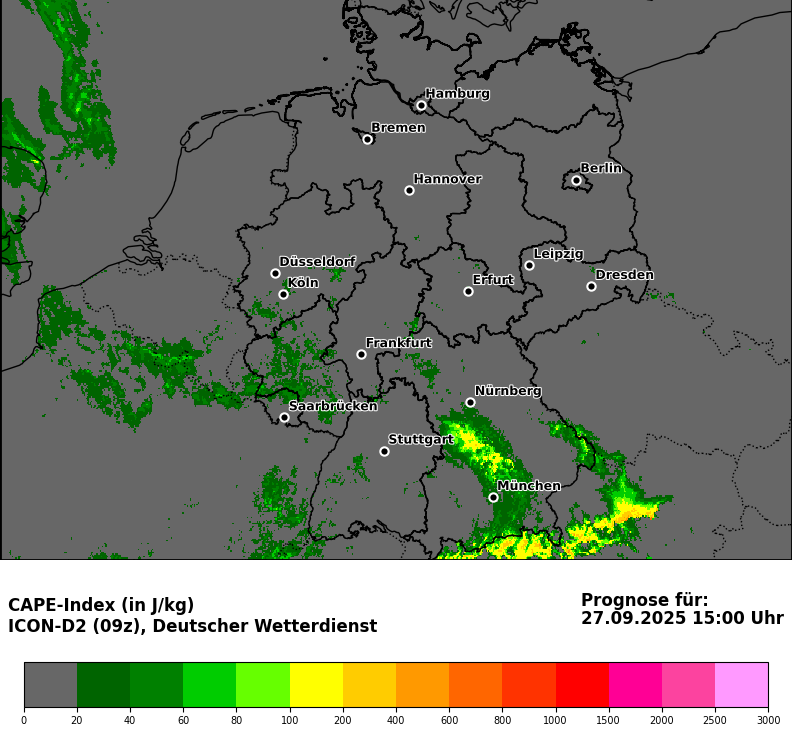 Hamburg
Bremen
Berlin
Hannover
Leipzig
Düsseldorf
Dresden
Erfurt
Köln
Frankfurt
Nürnberg
Saarbrücken
Stuttgart
München
CAPE-Index (in J/kg)
ICON-D2 (09z), Deutscher Wetterdienst
Prognose für:
27.09.2025 15:00 Uhr
0 20 40 60 80 100 200 400 600 800 1000 1500 2000 2500 3000